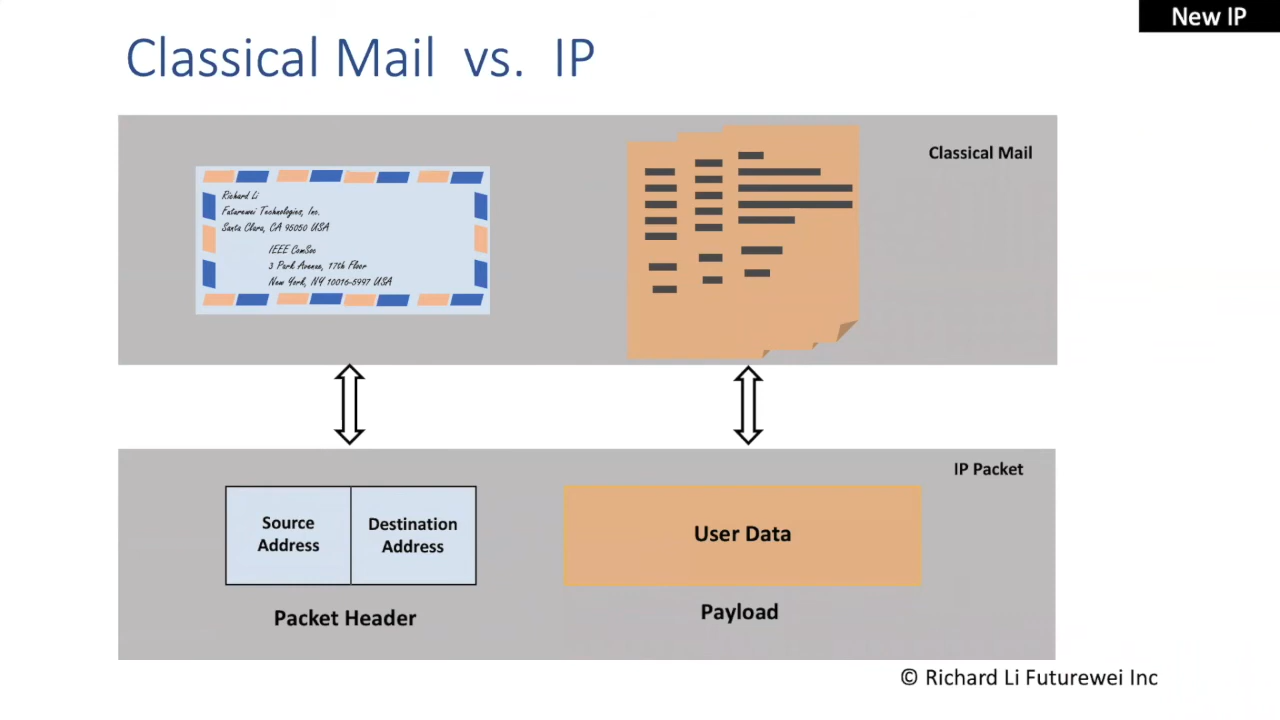 New IP
Classical Mail vs. IP
Classical Mail
Richard Li
Futurewei Technologies, Inc.
Santa Clara, CA 95050 USA
IEEE ComSoc
3 Park Avenue, 17th Floor
New York, NY 10016-5997 USA
IP Packet
Source
Address
Destination
Address
User Data
Packet Header
Payload
© Richard Li Futurewei Inc